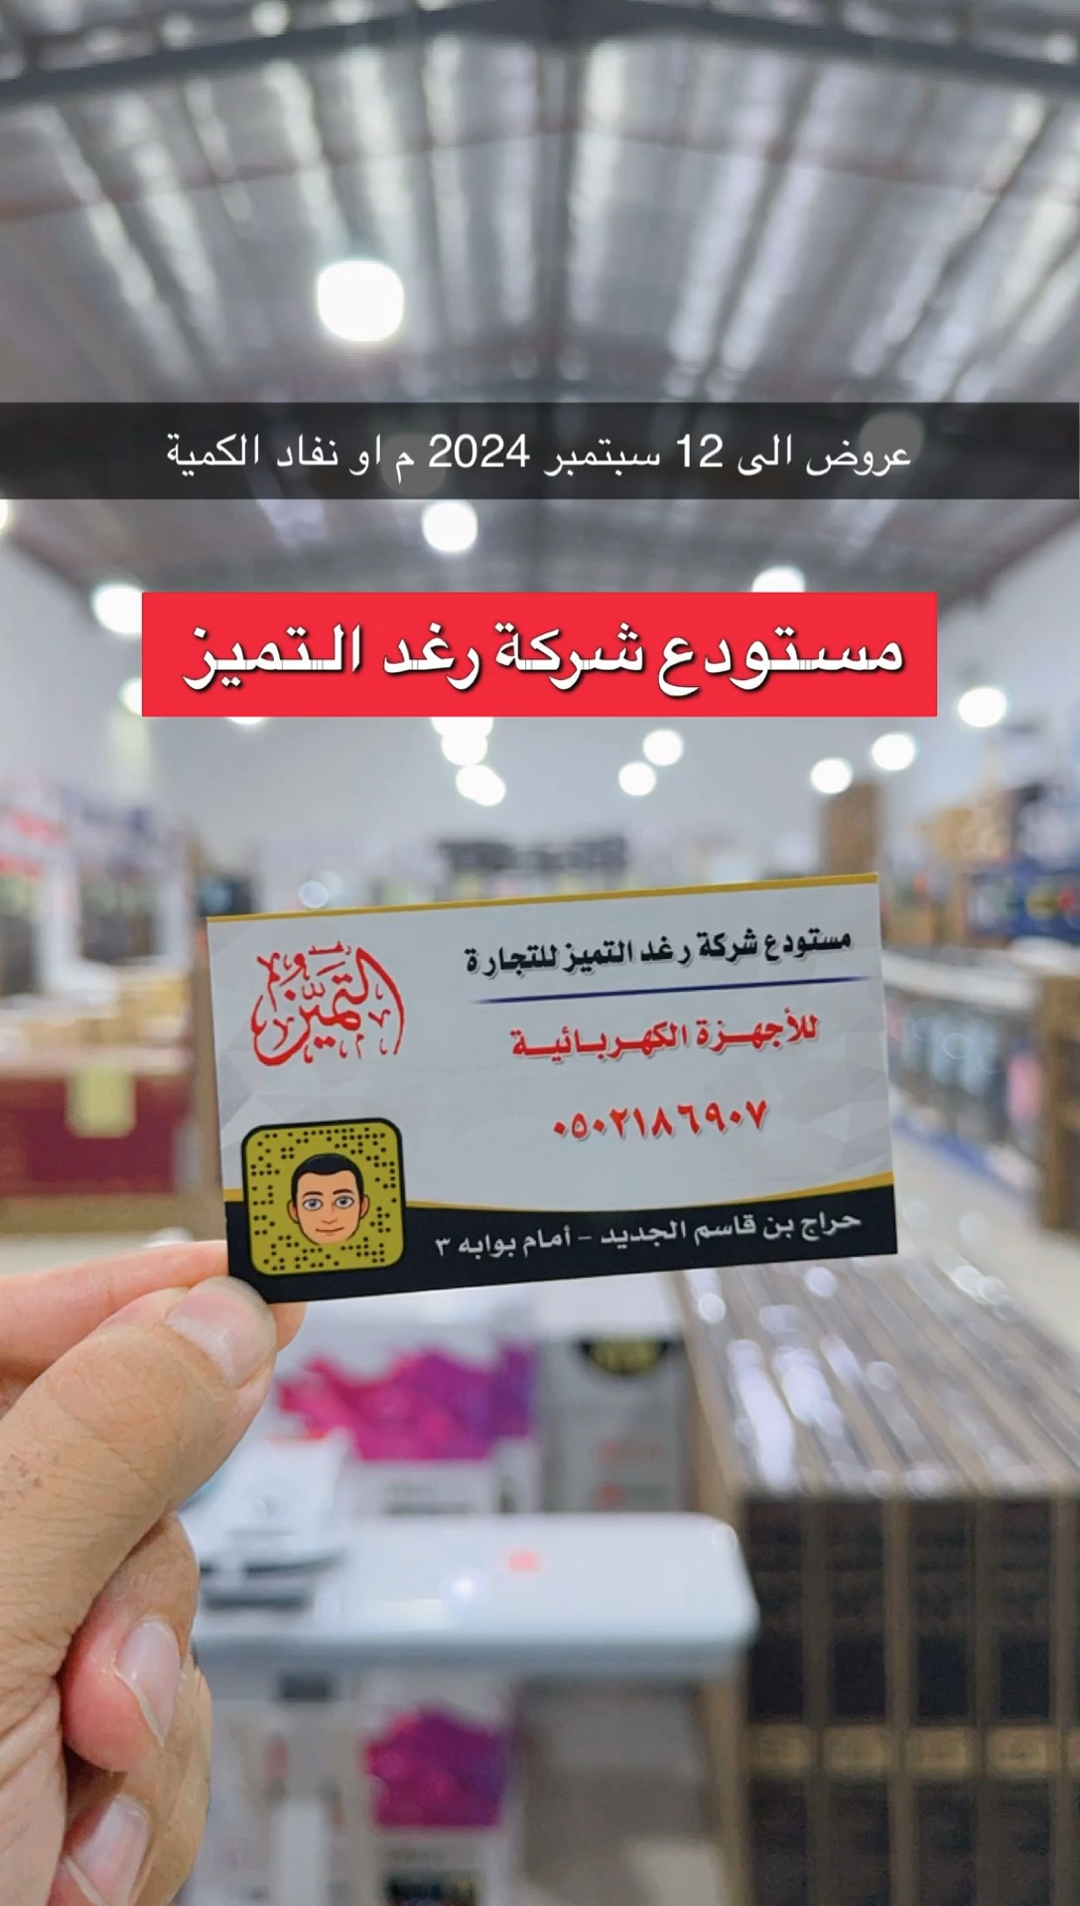 عروض الى 12 سبتمبر 2024 م او نفاد الكمية
مستودع شركة رغد التميز
رغد
التميز
مستودع شركة رغد التميز للتجارة
للأجهزة الكهربائية
٠٥٠٢١٨٦٩٠٧
حراج بن قاسم الجديد - أمام بوابه ٣